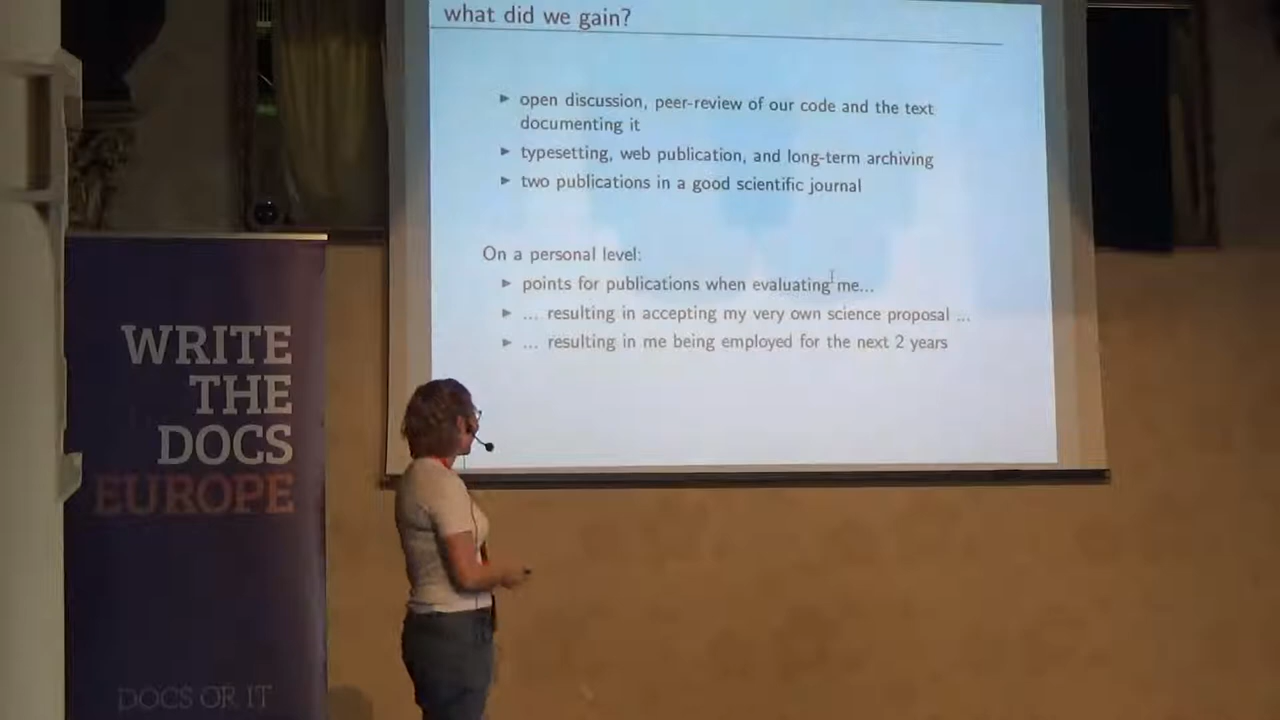 what did we gain?
open discussion, peer-review of our code and the text
documenting it
typesetting, web publication, and long-term archiving
two publications in a good scientific journal
On a personal level:
points for publications when evaluating me...
... resulting in accepting my very own science proposal ...
... resulting in me being employed for the next 2 years
WRITE
THE
DOCS
EUROPE
DOCS OR IT